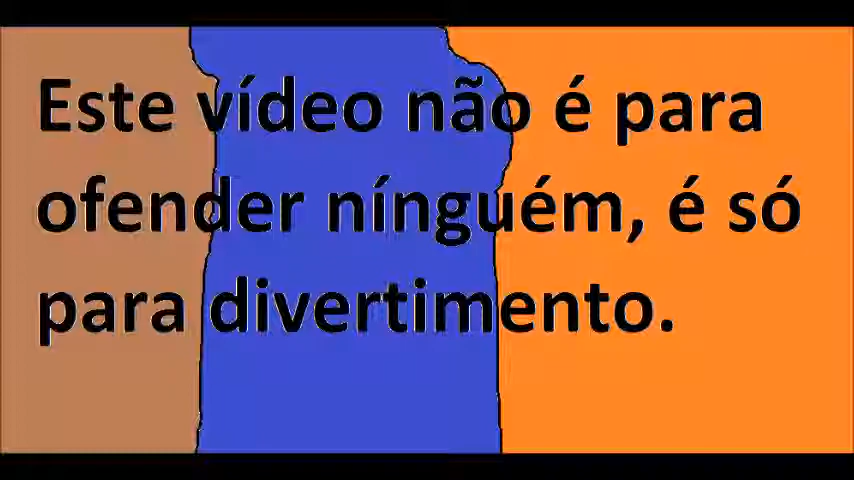 Este vídeo não é para
ofender nínguém, é só
para divertimento.